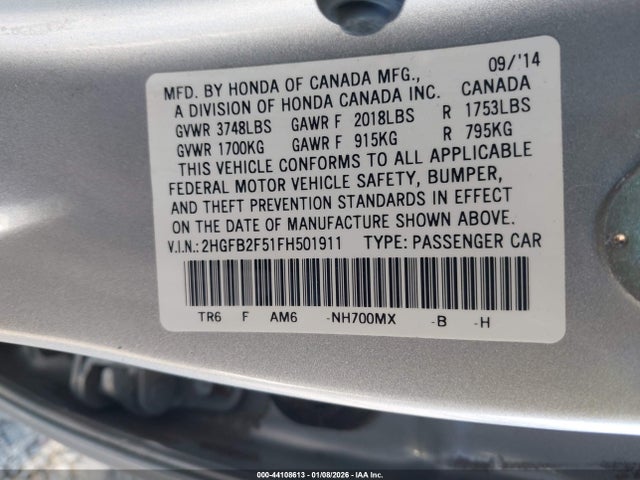 09/'14
MFD. BY HONDA OF CANADA MFG., CANADA
A DIVISION OF HONDA CANADA INC.
GVWR 3748LBS GAWR F 2018LBS R 1753LBS
GVWR 1700KG GAWR F 915KG R 795KG
THIS VEHICLE CONFORMS TO ALL APPLICABLE
FEDERAL MOTOR VEHICLE SAFETY, BUMPER,
AND THEFT PREVENTION STANDARDS IN EFFECT
ON THE DATE OF MANUFACTURE SHOWN ABOVE.
V.I.N.: 2HGFB2F51FH501911 TYPE: PASSENGER CAR
TR6 F AM6 -NH700MX -B -H
000-44108613 - 01/08/2026 - IAA Inc.